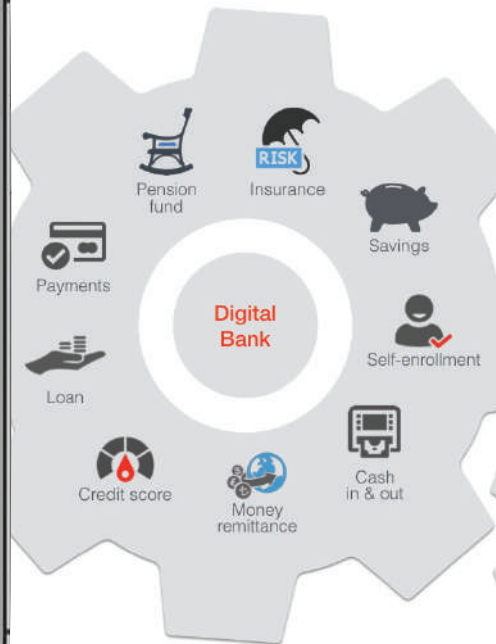 Pension
fund
RISK
Insurance
Savings
Payments
Digital
Bank
Self-enrollment
Loan
Cash
in & out
Credit score
Money
remittance